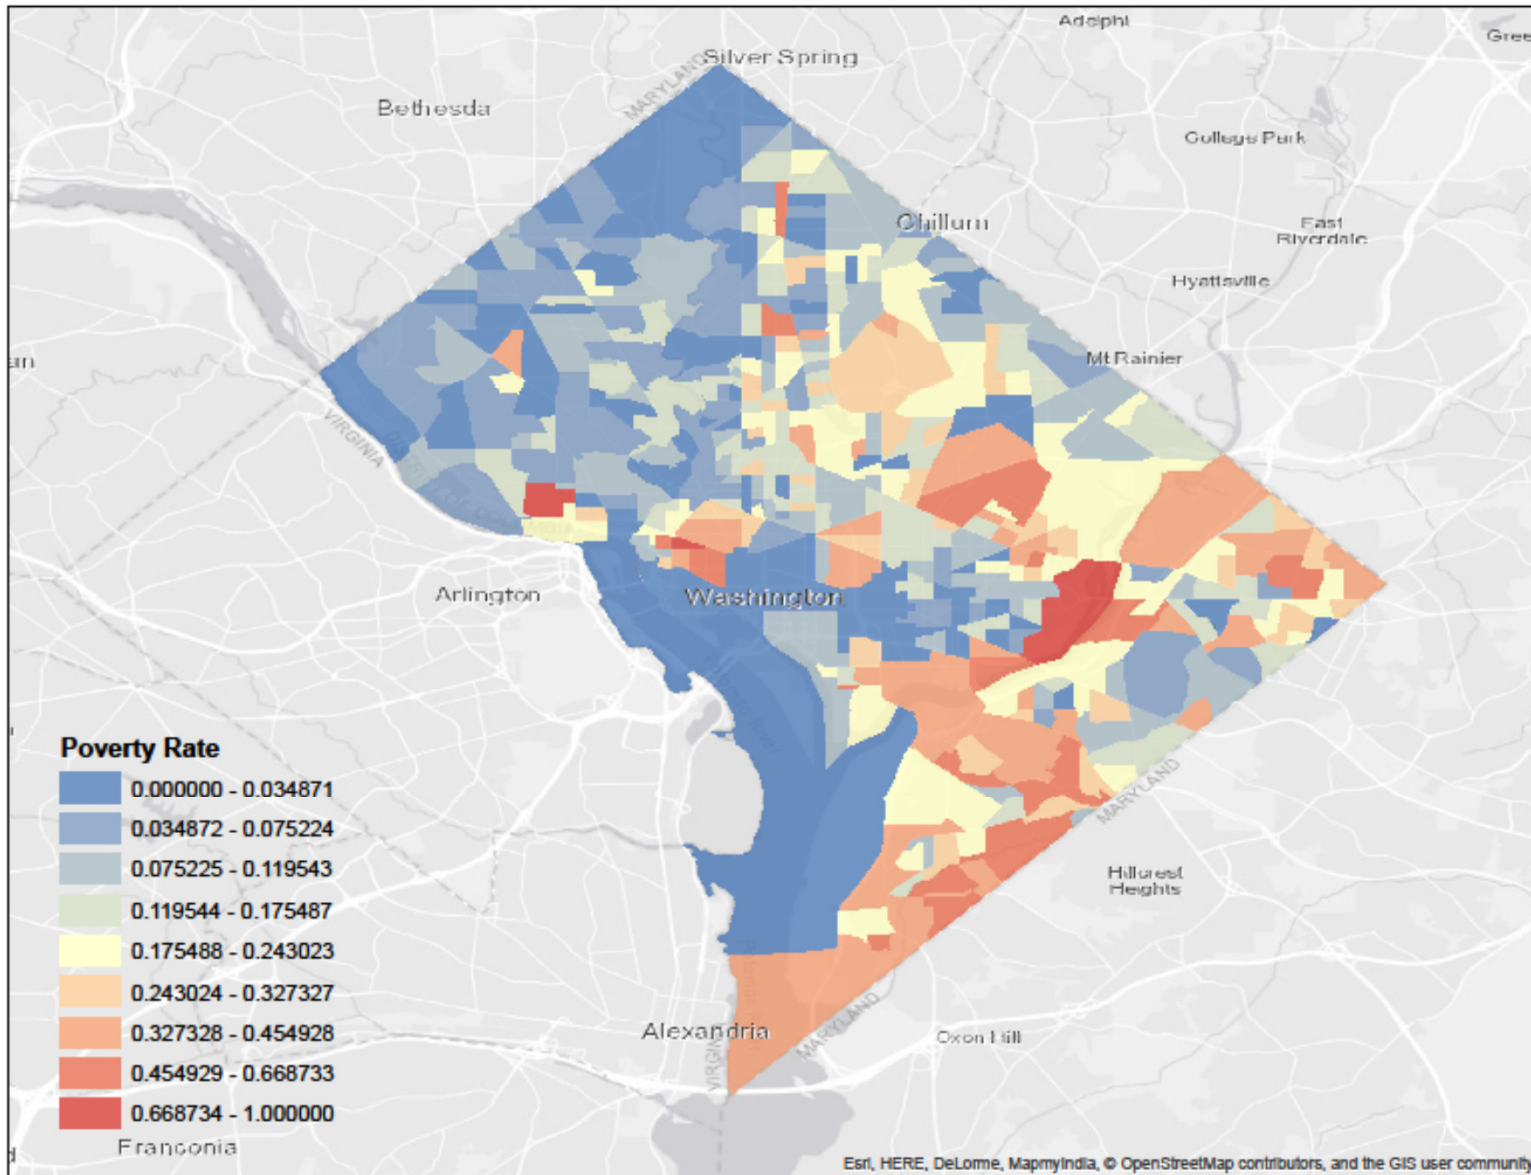 Adelphi
Silver Spring
MARYLAND
Bethesda
College Park
Chillum
East
Riverdale
Hyattsville
Mt Rainier
VIRGINIA
DISTRICT OF COLUMBIA
Arlington
Washington
Poverty Rate
0.000000 - 0.034871
0.034872 - 0.075224
0.075225 - 0.119543
0.119544 - 0.175487
0.175488 - 0.243023
0.243024 - 0.327327
0.327328 - 0.454928
0.454929 - 0.668733
0.668734 - 1.000000
MARYLAND
Hillcrest
Heights
Alexandria
MARYLAND
Oxon Hill
Franconia
Esri, HERE, DeLorme, MapmyIndia, © OpenStreetMap contributors, and the GIS user community